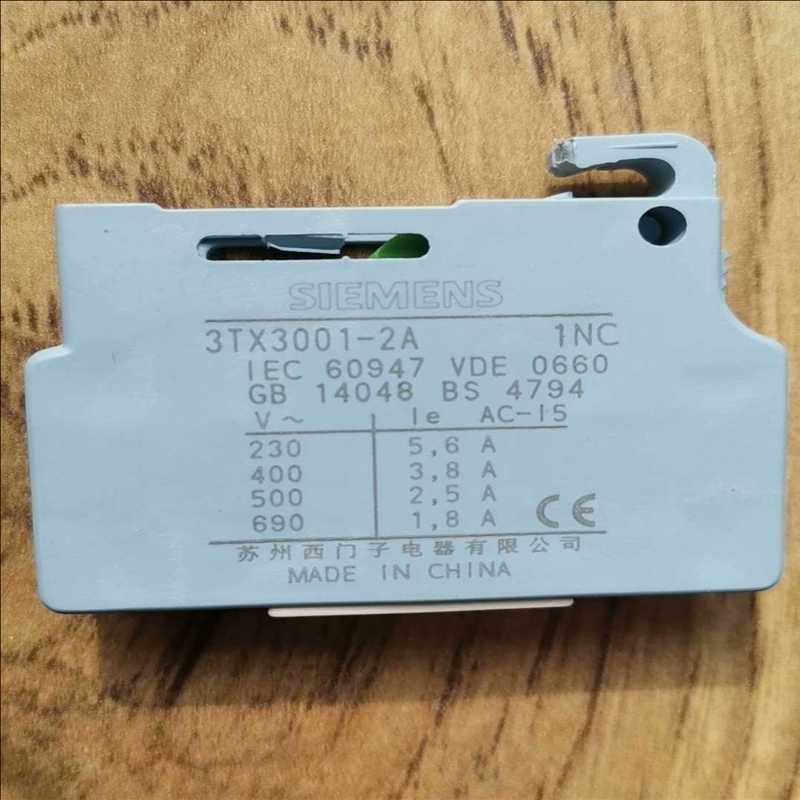 SIEMENS
3TX3001-2A 1NC
IEC 60947 VDE 0660
GB 14048 BS 4794
V~ Ie AC-15
230 5,6 A
400 3,8 A
500 2,5 A
690 1,8 A CE
苏州西门子电器有限公司
MADE IN CHINA